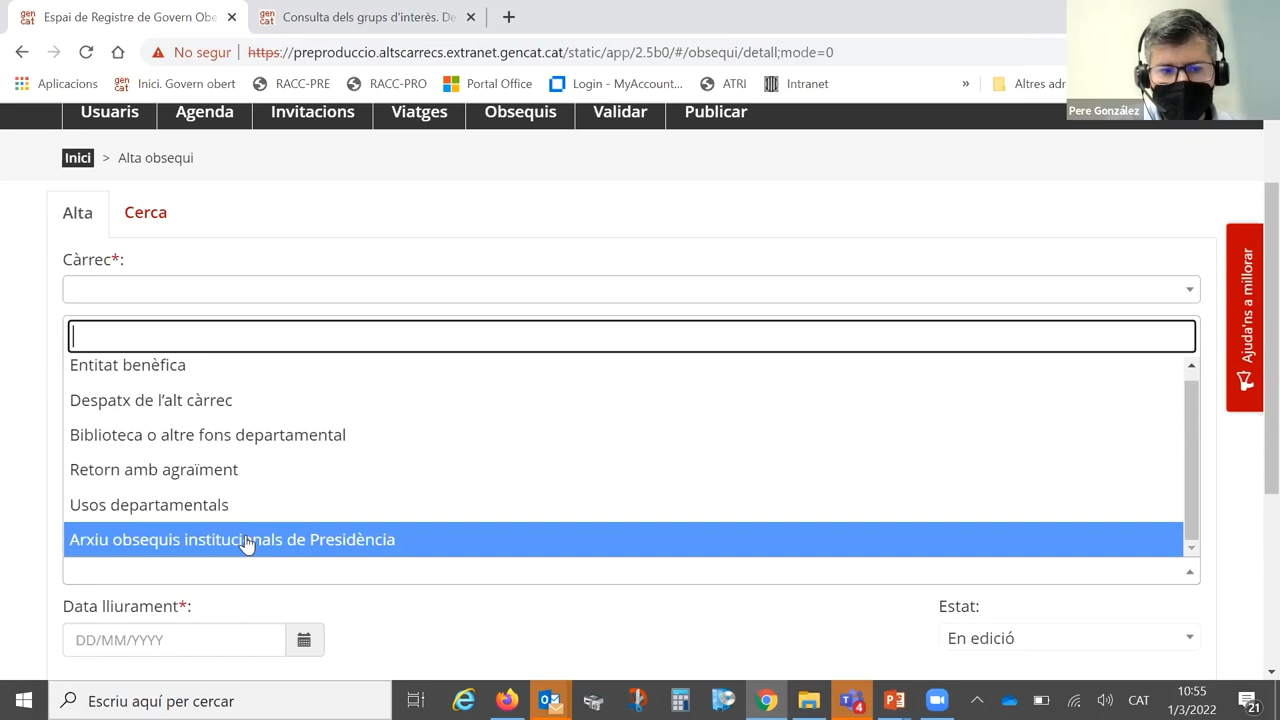 Espai de Registre de Govern Obe
Consulta dels grups d'interès. De
No segur
https://preproduccio.altscarrecs.extranet.gencat.cat/static/app/2.5b0/#/obsequi/detall;mode=0
Aplicacions
Inici. Govern obert
RACC-PRE
RACC-PRO
Portal Office
Login - MyAccount...
ATRI
Intranet
»
Altres adr
Pere González
Usuaris
Agenda
Invitacions
Viatges
Obsequis
Validar
Publicar
Inici > Alta obsequi
Alta
Cerca
Ajuda'ns a millorar
Càrrec*:
Entitat benèfica
Despatx de l'alt càrrec
Biblioteca o altre fons departamental
Retorn amb agraïment
Usos departamentals
Arxiu obsequis institucionals de Presidència
Data lliurament*:
Estat:
DD/MM/YYYY
En edició
Escriu aquí per cercar
4
CAT
10:55
1/3/2022
21